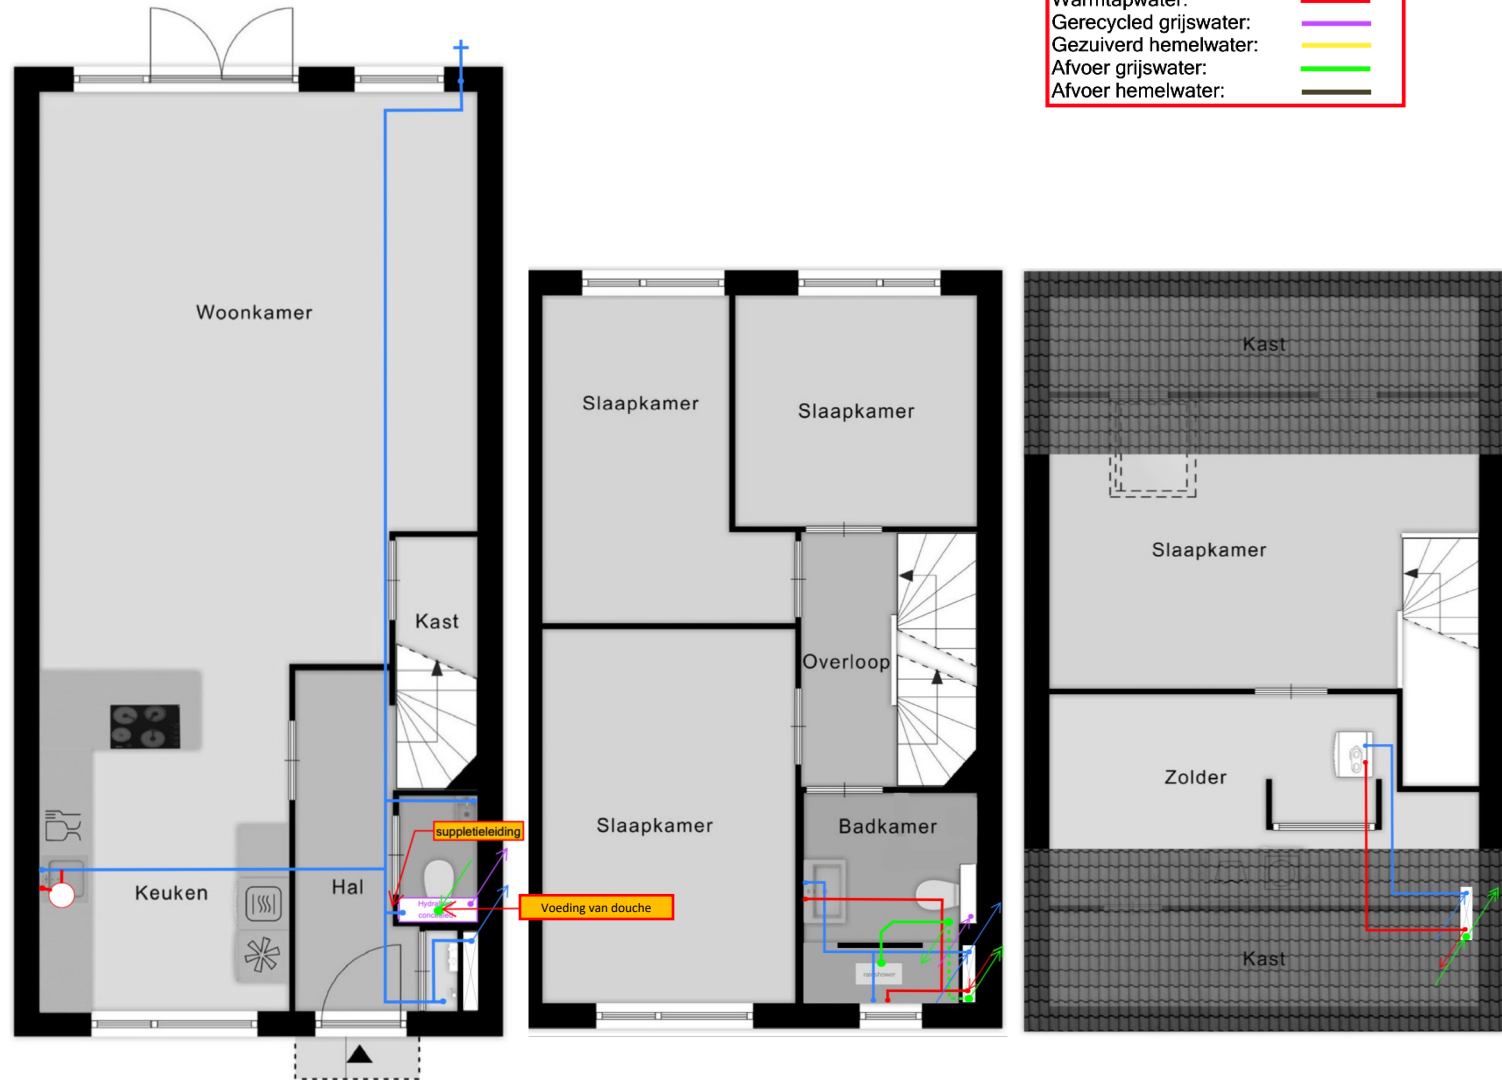 Warmtapwater:
Gerecycled grijswater:
Gezuiverd hemelwater:
Afvoer grijswater:
Afvoer hemelwater:
Woonkamer
Kast
suppletieleiding
Keuken
Hal
Voeding van douche
Slaapkamer
Slaapkamer
Overloop
Slaapkamer
Badkamer
Kast
Slaapkamer
Zolder
Kast